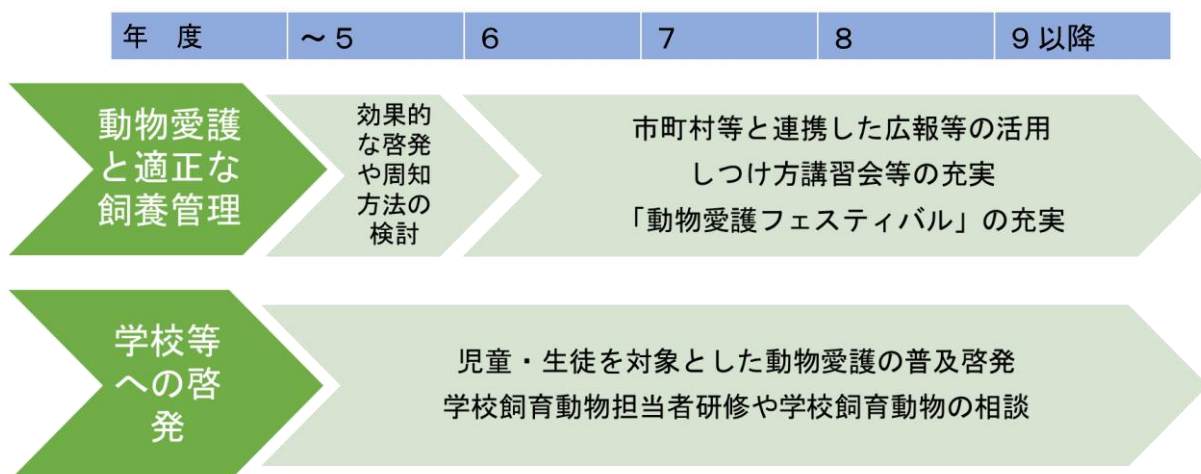 年　度 ～５ ６ ７ ８ ９以降
動物愛護
と適正な
飼養管理
効果的
な啓発
や周知
方法の
検討
市町村等と連携した広報等の活用
しつけ方講習会等の充実
「動物愛護フェスティバル」の充実
学校等
への啓
発
児童・生徒を対象とした動物愛護の普及啓発
学校飼育動物担当者研修や学校飼育動物の相談